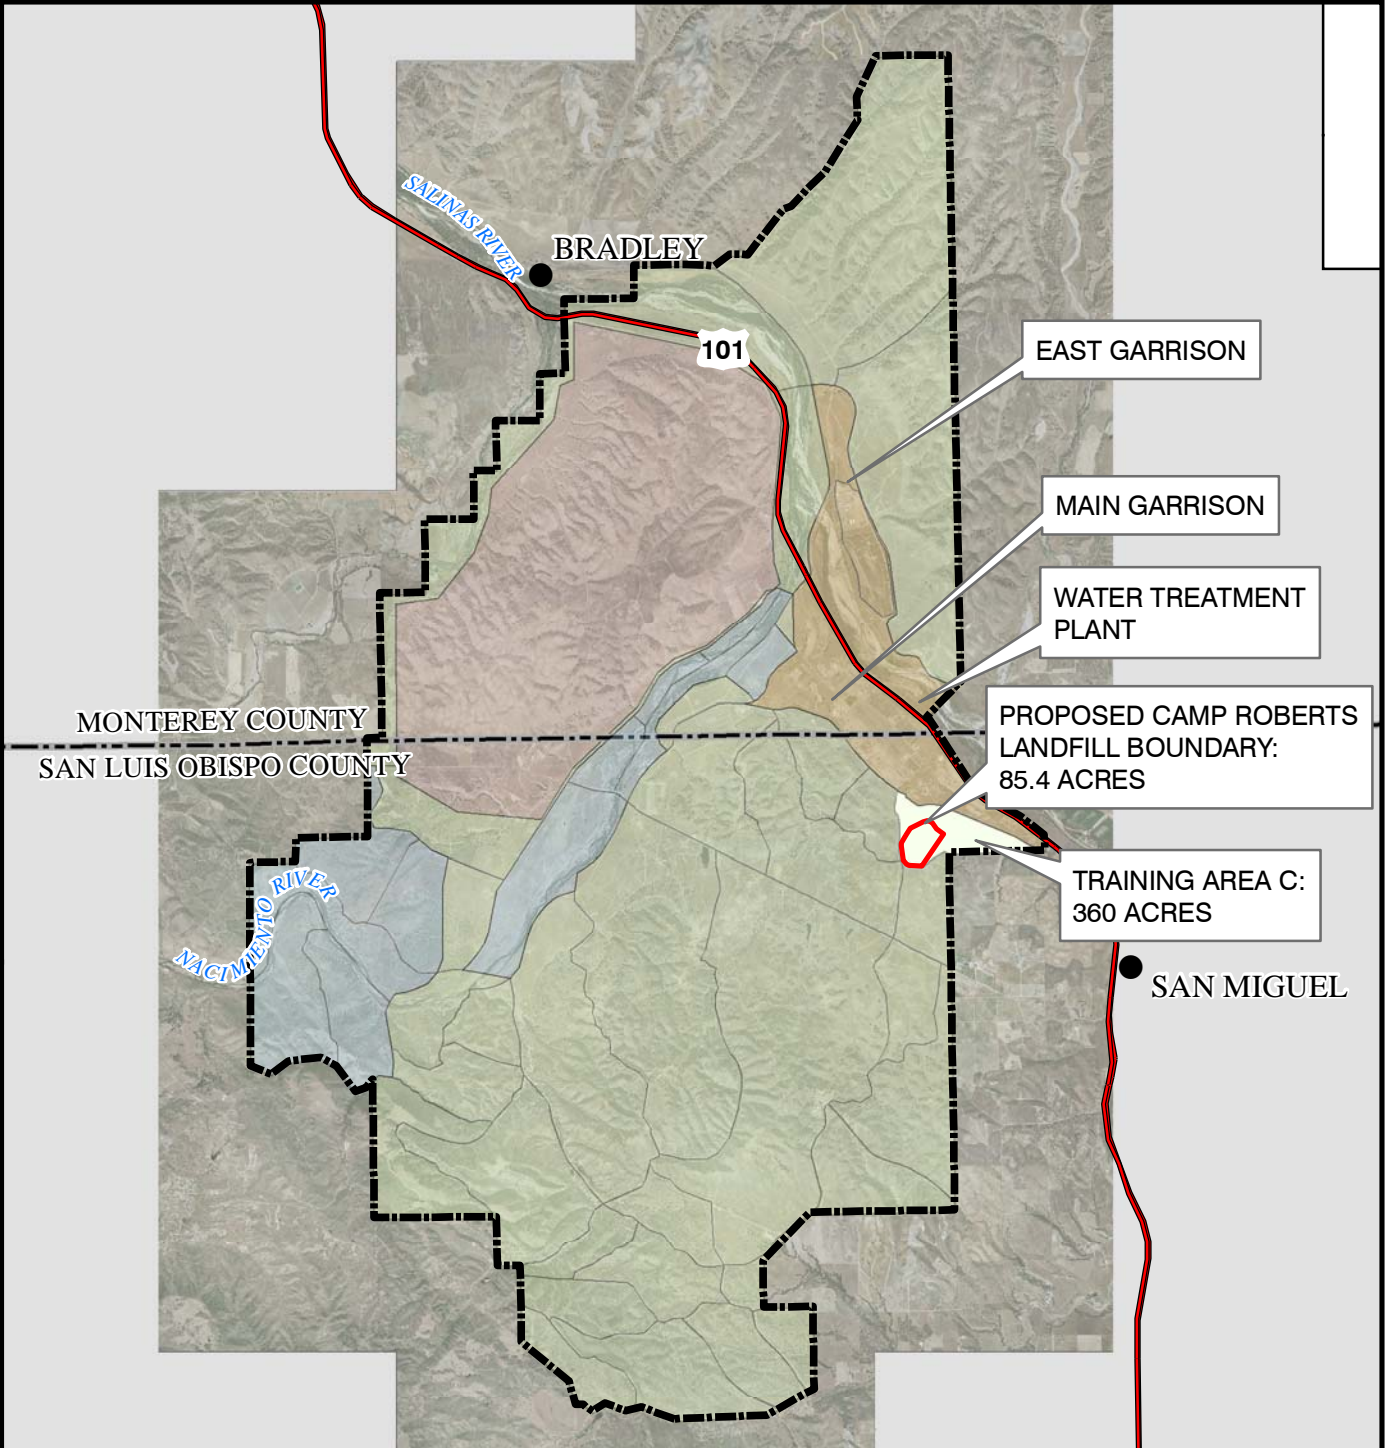 SALINAS RIVER
BRADLEY
101
EAST GARRISON
MAIN GARRISON
WATER TREATMENT
PLANT
PROPOSED CAMP ROBERTS
LANDFILL BOUNDARY:
85.4 ACRES
MONTEREY COUNTY
SAN LUIS OBISPO COUNTY
TRAINING AREA C:
360 ACRES
NACIMIENTO RIVER
SAN MIGUEL